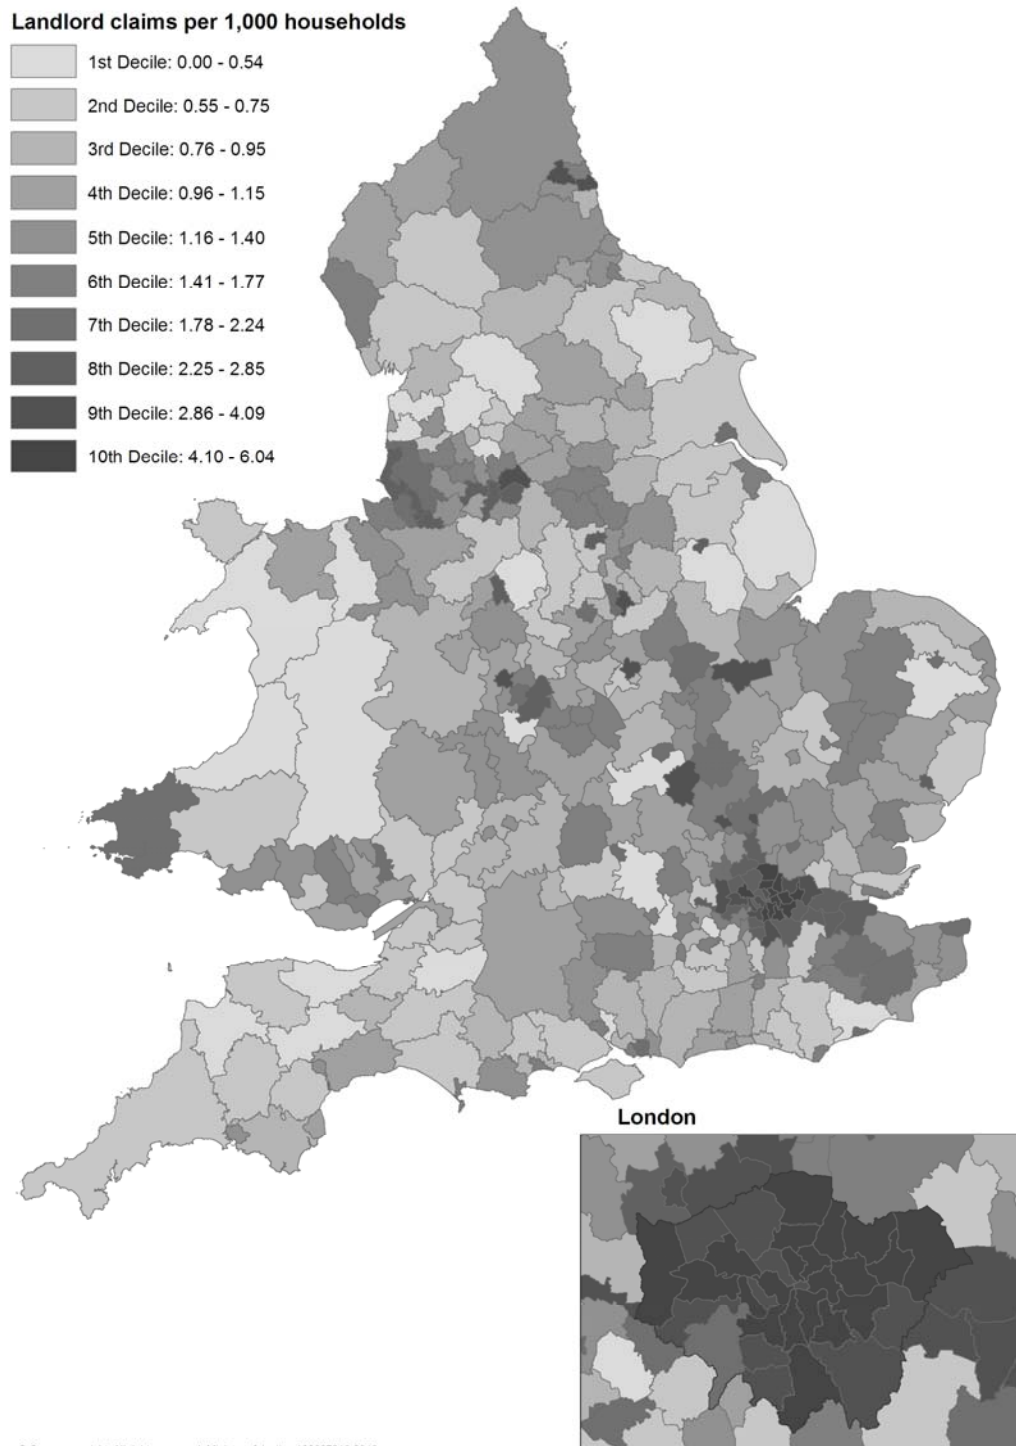 Landlord claims per 1,000 households
1st Decile: 0.00 - 0.54
2nd Decile: 0.55 - 0.75
3rd Decile: 0.76 - 0.95
4th Decile: 0.96 - 1.15
5th Decile: 1.16 - 1.40
6th Decile: 1.41 - 1.77
7th Decile: 1.78 - 2.24
8th Decile: 2.25 - 2.85
9th Decile: 2.86 - 4.09
10th Decile: 4.10 - 6.04
London